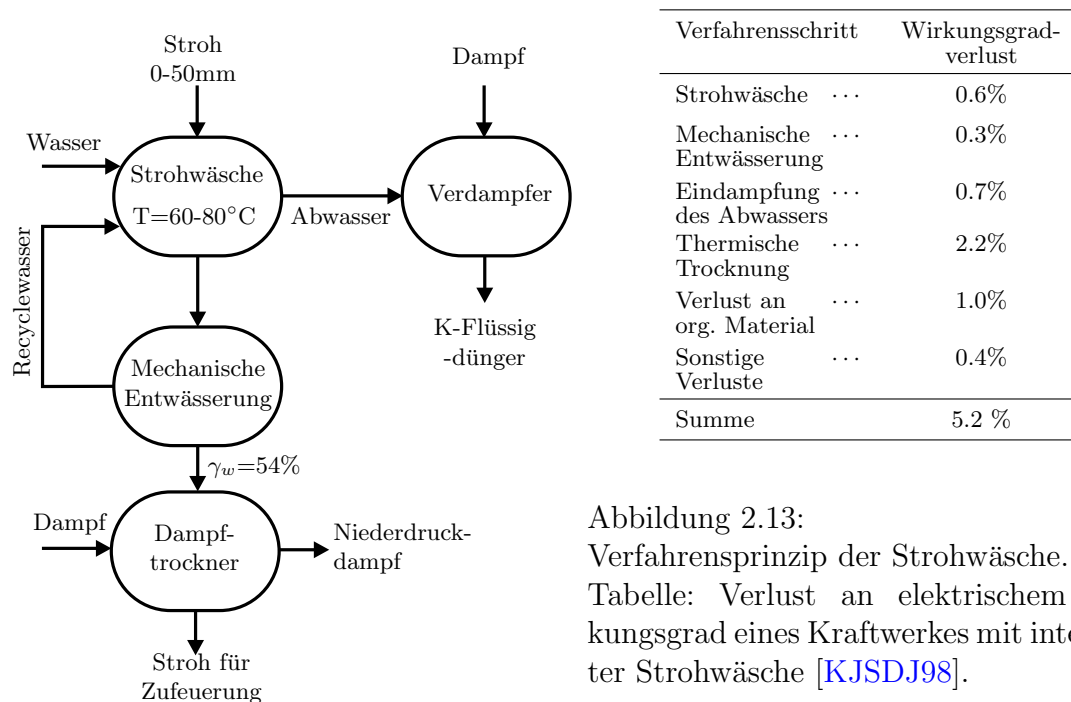 Stroh
0-50mm
Dampf
Wasser
Strohwäsche
T=60-80°C
Abwasser
Verdampfer
Recyclewasser
K-Flüssig
-dünger
Mechanische
Entwässerung
γw=54%
Dampf
Dampf-
trockner
Niederdruck-
dampf
Stroh für
Zufeuerung
Verfahrensschritt Wirkungsgrad-
verlust
Strohwäsche ··· 0.6%
Mechanische ··· 0.3%
Entwässerung
Eindampfung ··· 0.7%
des Abwassers
Thermische ··· 2.2%
Trocknung
Verlust an ··· 1.0%
org. Material
Sonstige ··· 0.4%
Verluste
Summe 5.2 %
Abbildung 2.13:
Verfahrensprinzip der Strohwäsche.
Tabelle: Verlust an elektrischem
kungsgrad eines Kraftwerkes mit
ter Strohwäsche [KJSDJ98].